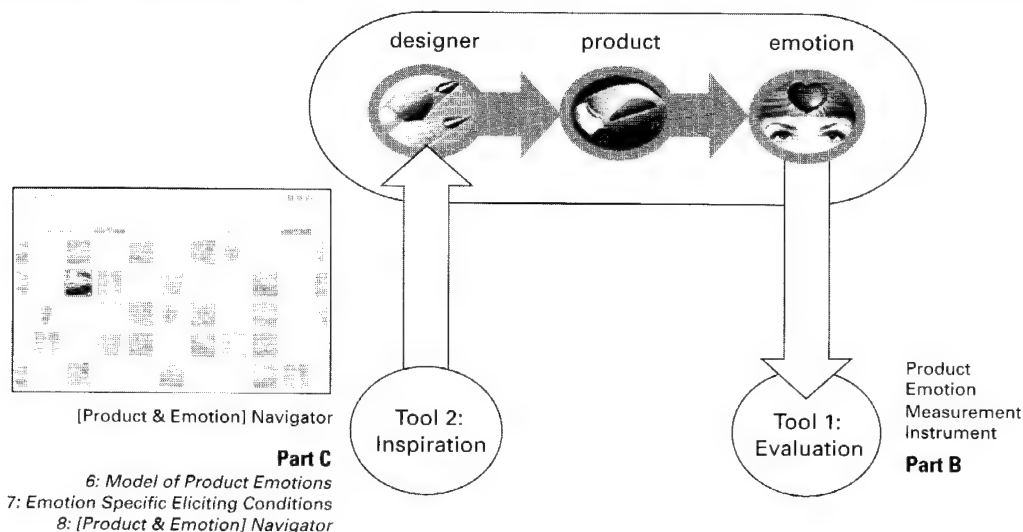 designer
product
emotion
[Product & Emotion] Navigator
Part C
6: Model of Product Emotions
7: Emotion Specific Eliciting Conditions
8: [Product & Emotion] Navigator
Tool 2:
Inspiration
Tool 1:
Evaluation
Product
Emotion
Measurement
Instrument
Part B